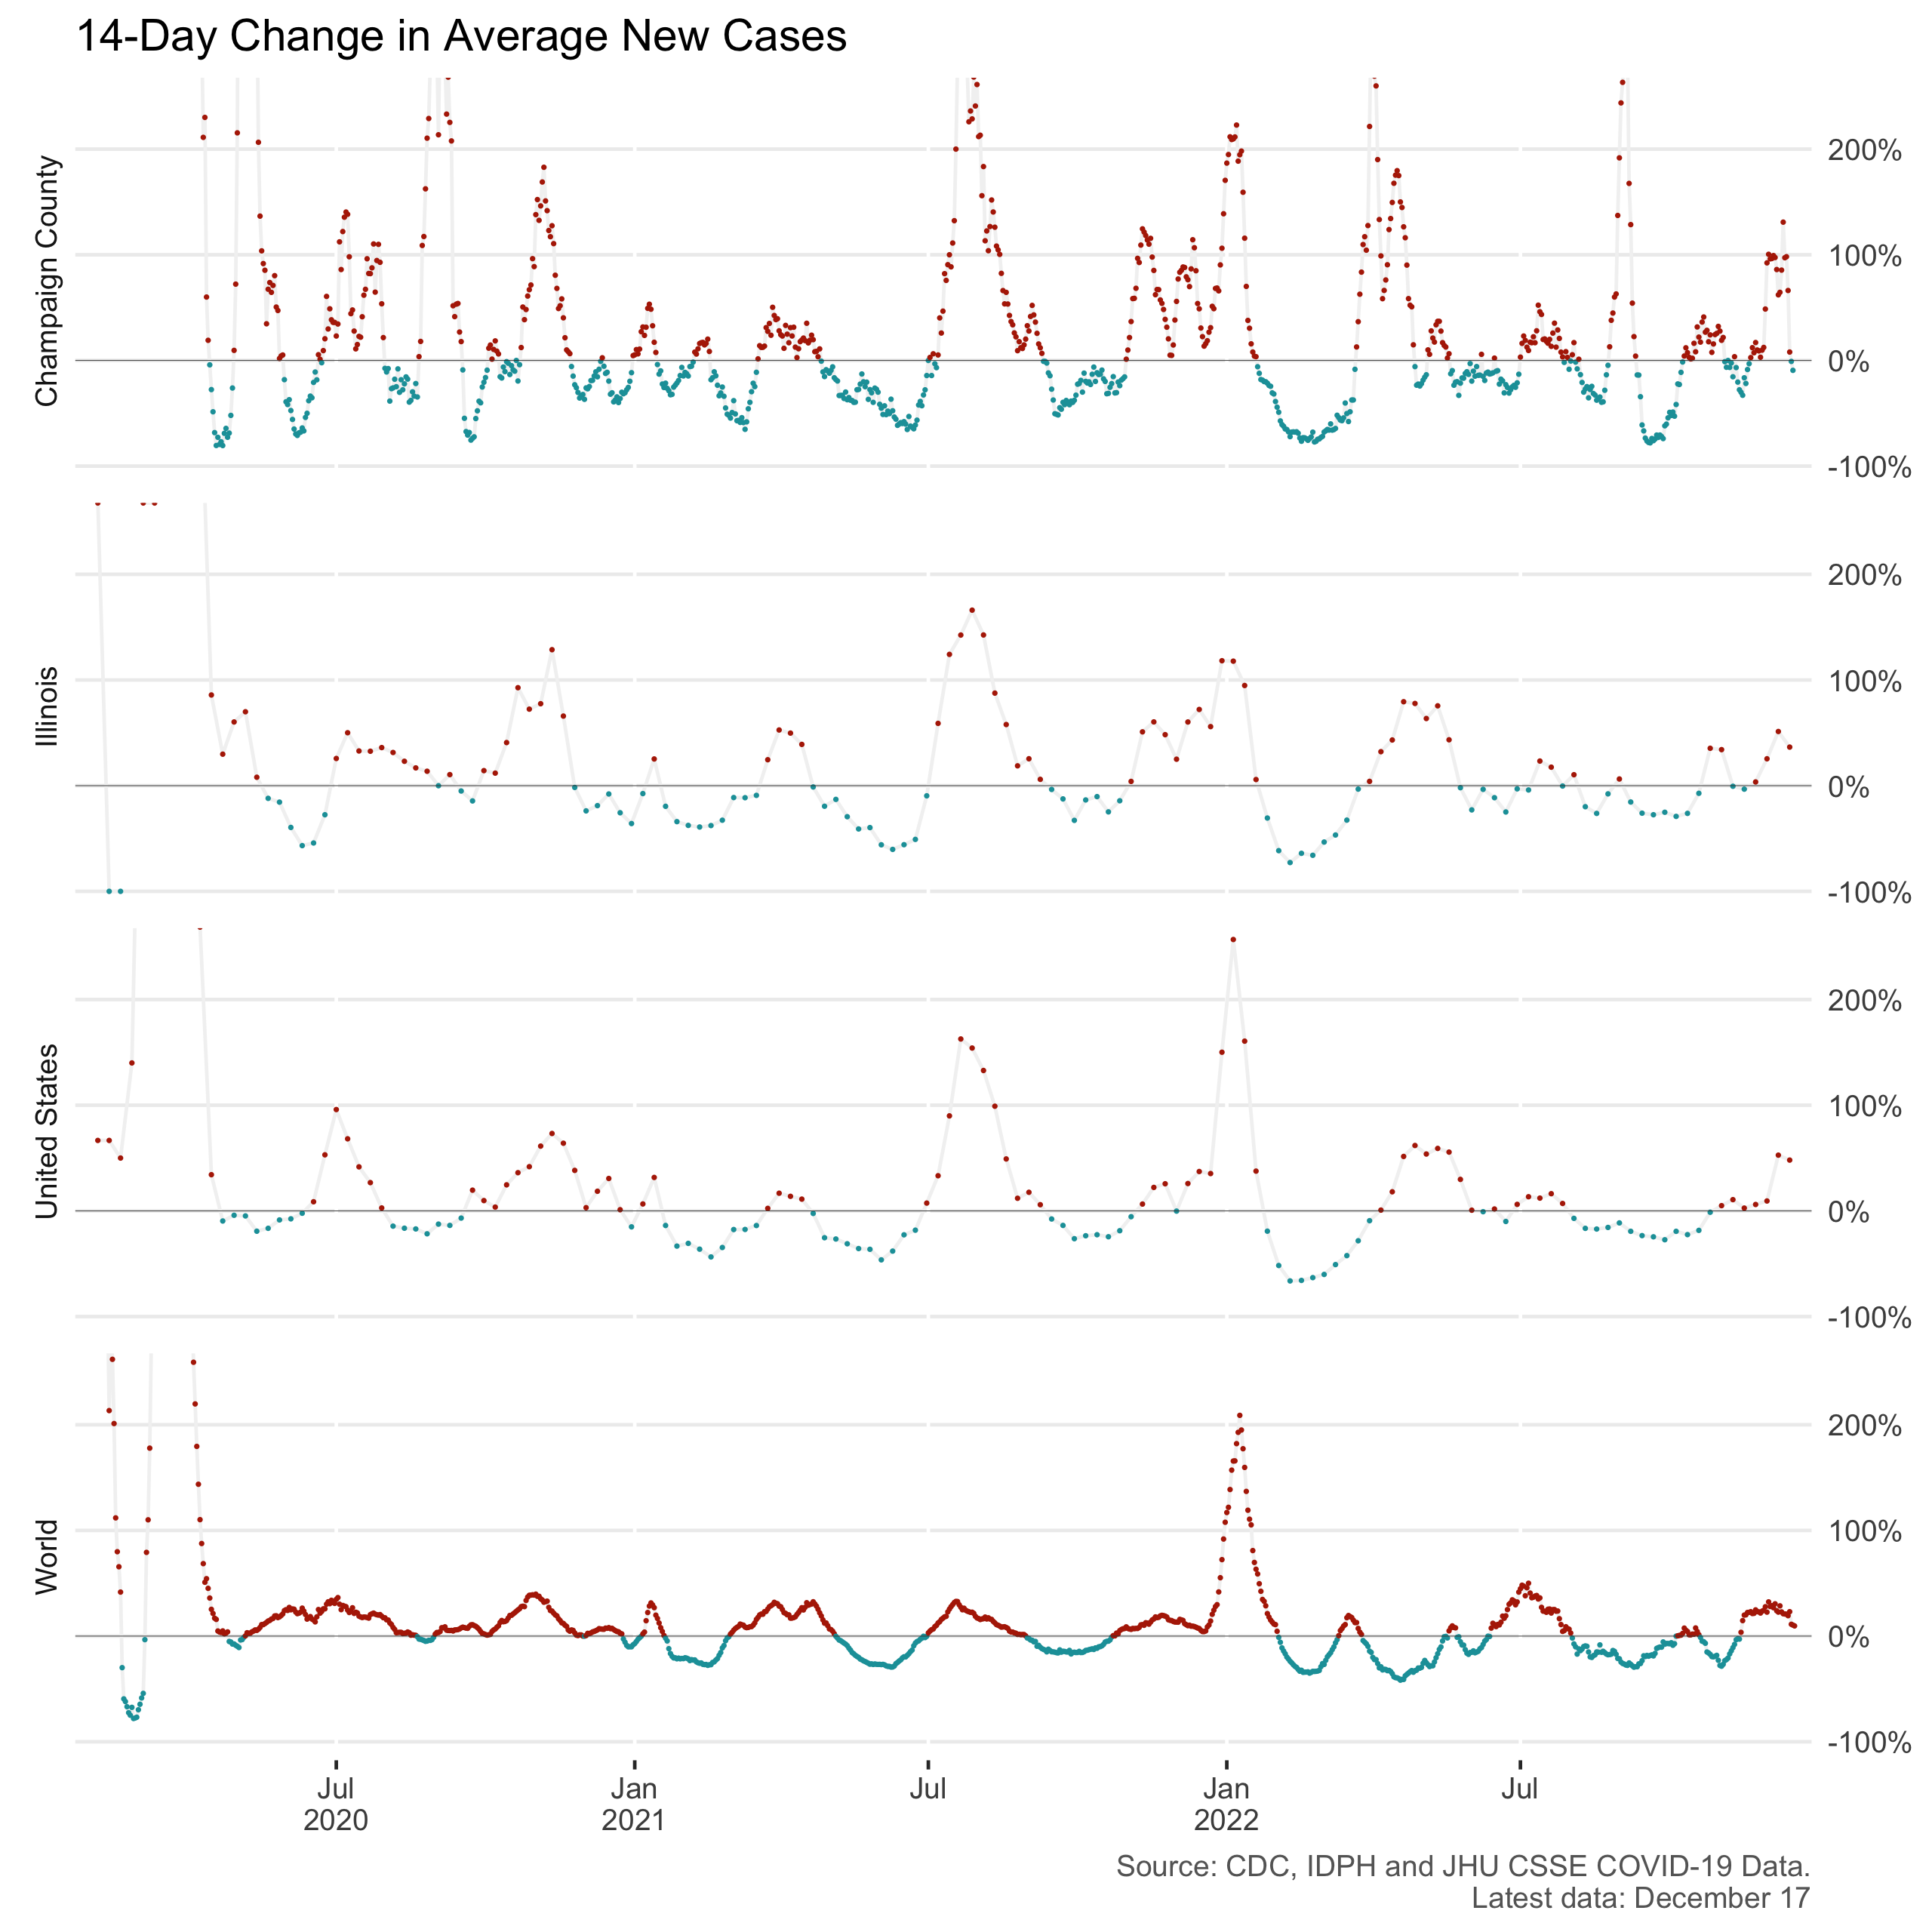 14-Day Change in Average New Cases
Champaign County
200%
100%
0%
-100%
Illinois
200%
100%
0%
-100%
United States
200%
100%
0%
-100%
World
200%
100%
0%
-100%
Jul
2020
Jan
2021
Jul
Jan
2022
Jul
Source: CDC, IDPH and JHU CSSE COVID-19 Data.
Latest data: December 17